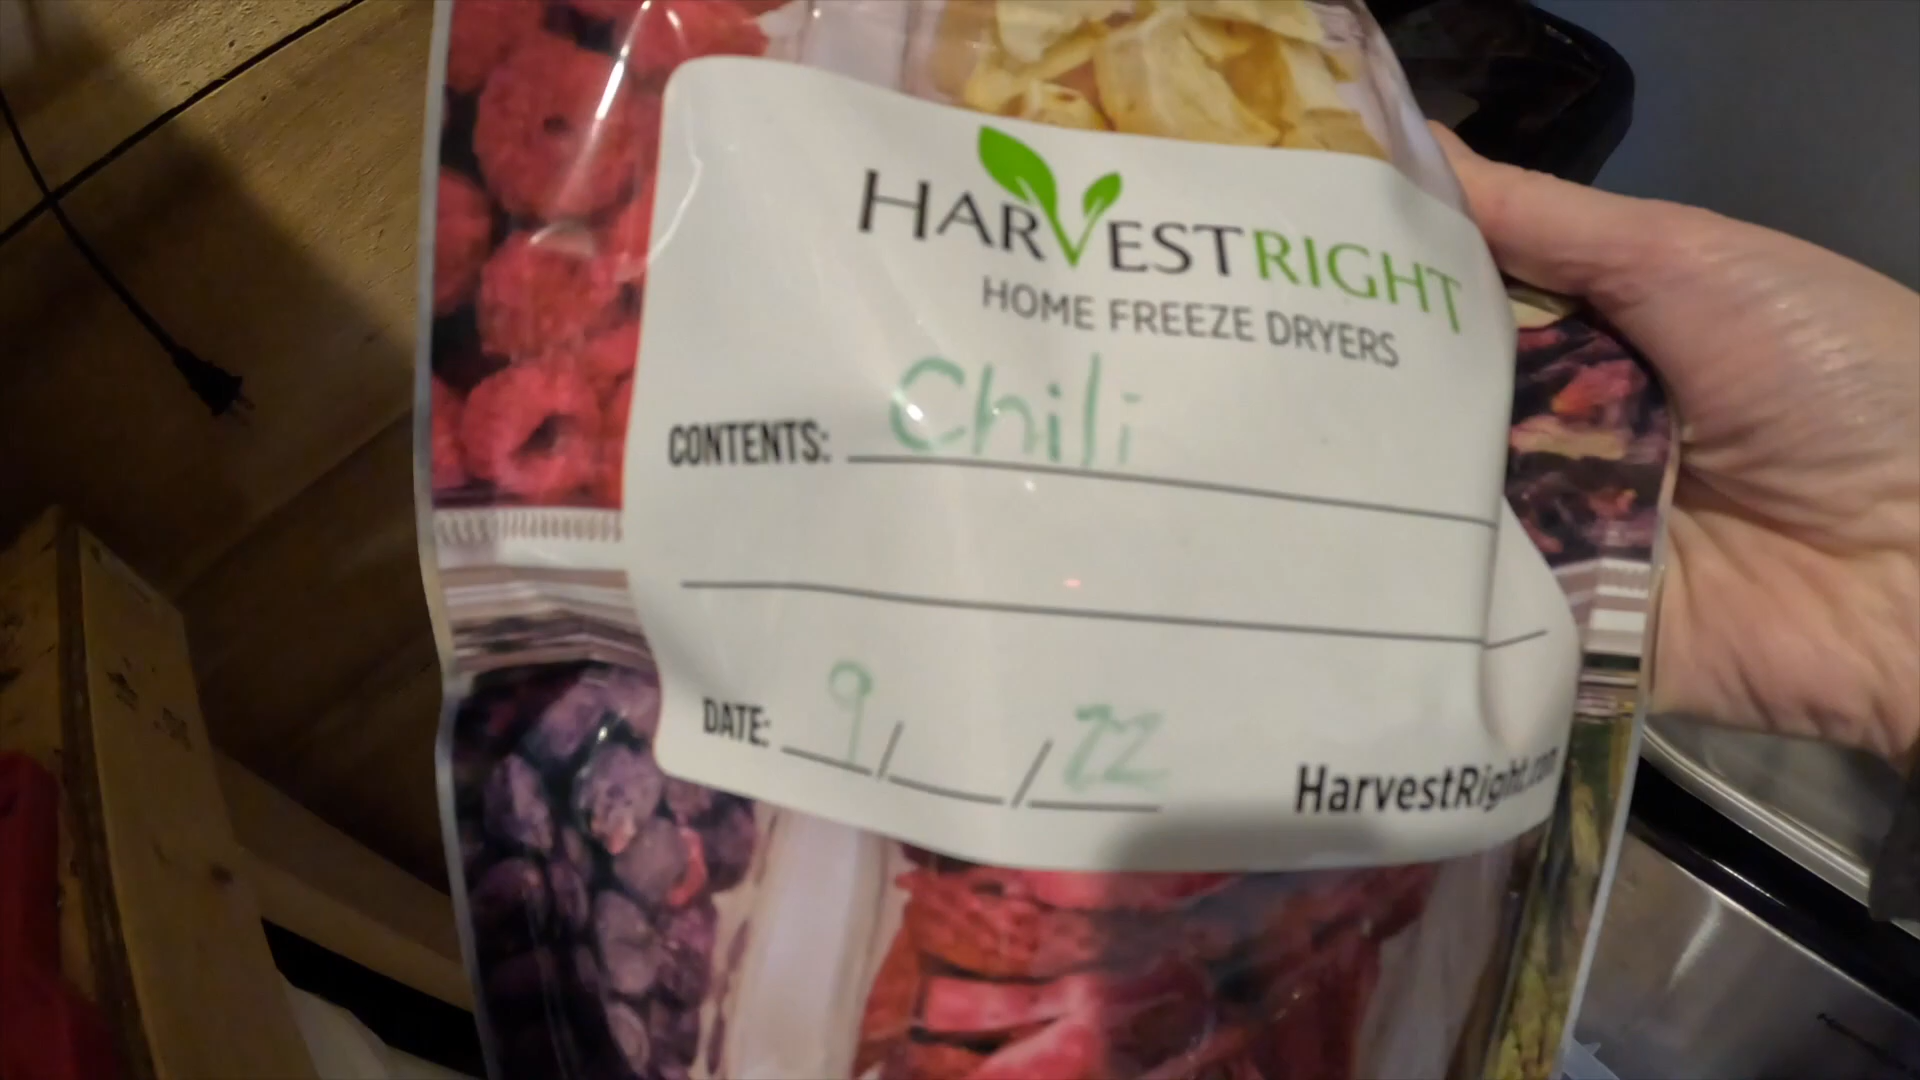 HARVESTRIGHT
HOME FREEZE DRYERS
CONTENTS: Chili
DATE: 9/ /22
HarvestRight.com